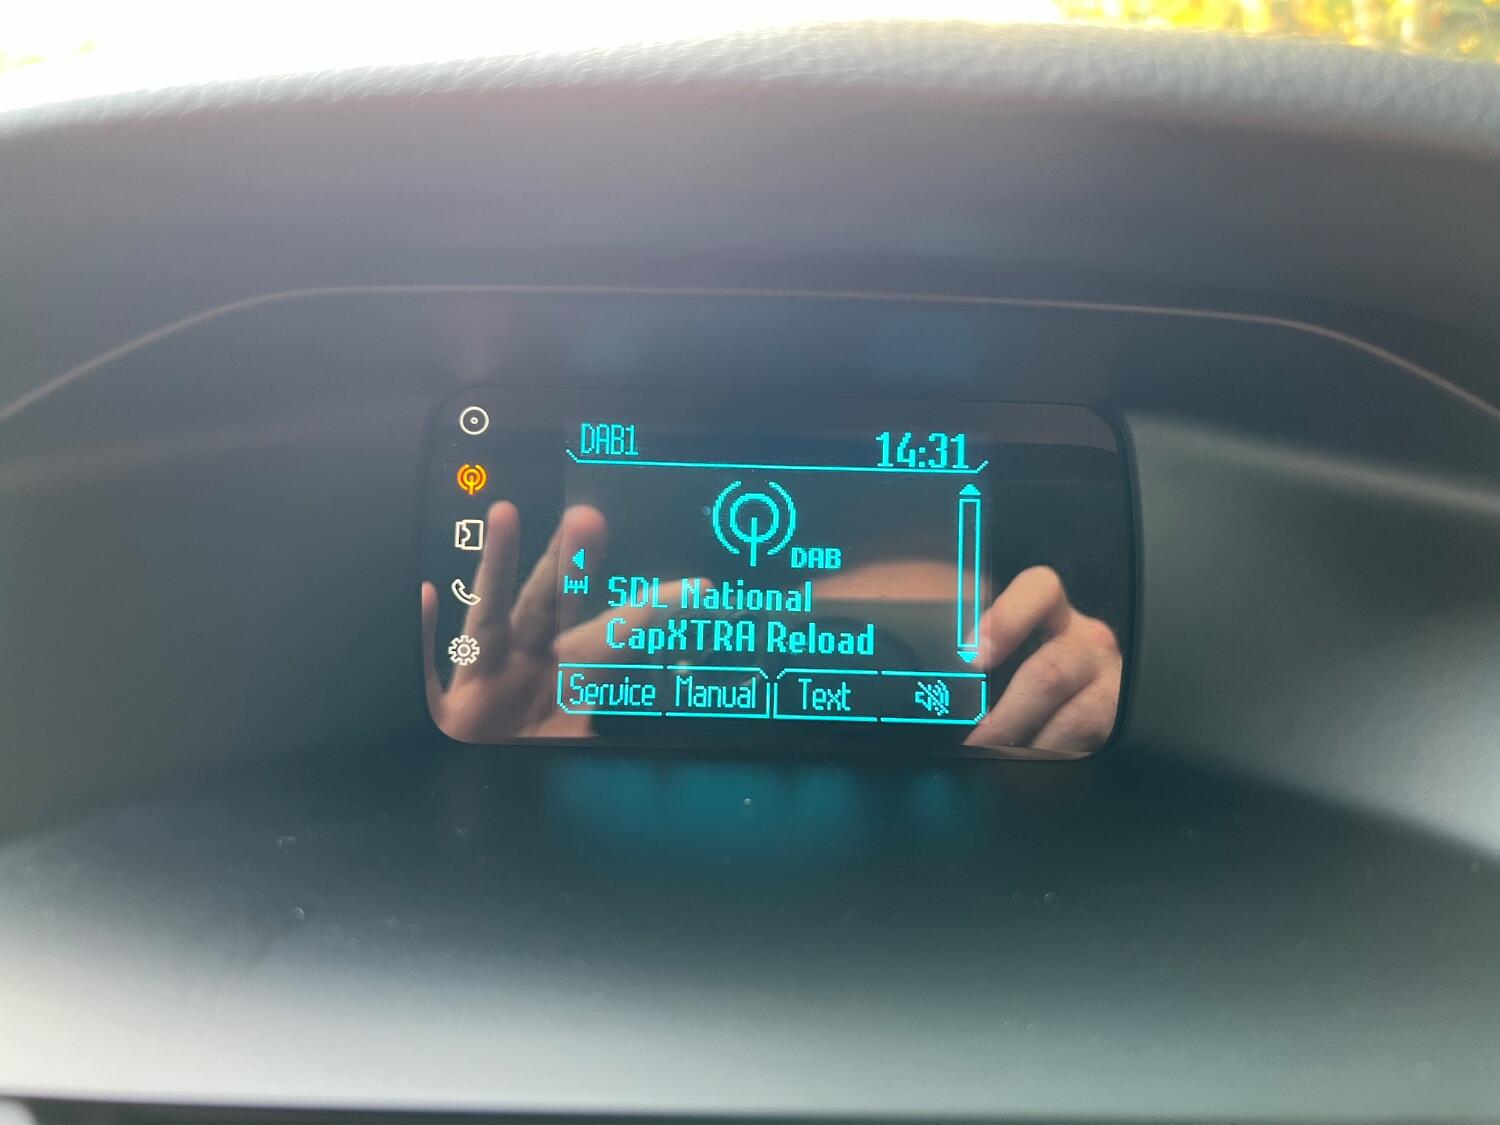 DAB1 14:31
DAB
SDL National
CapXTRA Reload
Service Manual Text